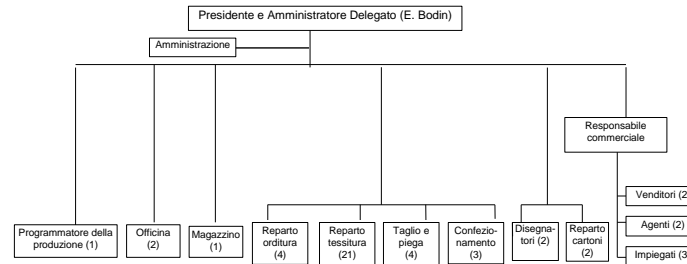 Presidente e Amministratore Delegato (E. Bodin)
Amministrazione
Responsabile
commerciale
Venditori (2
Agenti (2)
Impiegati (3
Programmatore della
produzione (1)
Officina
(2)
Magazzino
(1)
Reparto
orditura
(4)
Reparto
tessitura
(21)
Taglio e
piega
(4)
Confezio-
namento
(3)
Disegna-
tori (2)
Reparto
cartoni
(2)